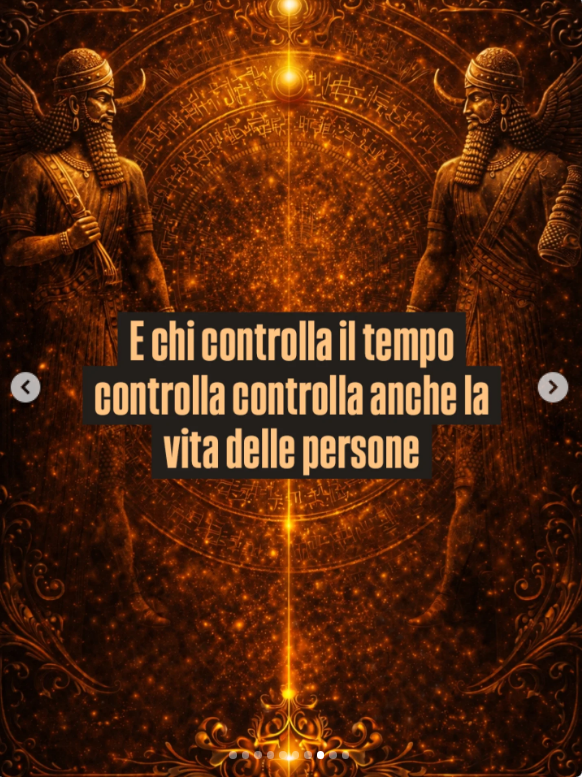 E chi controlla il tempo
controlla controlla anche la
vita delle persone